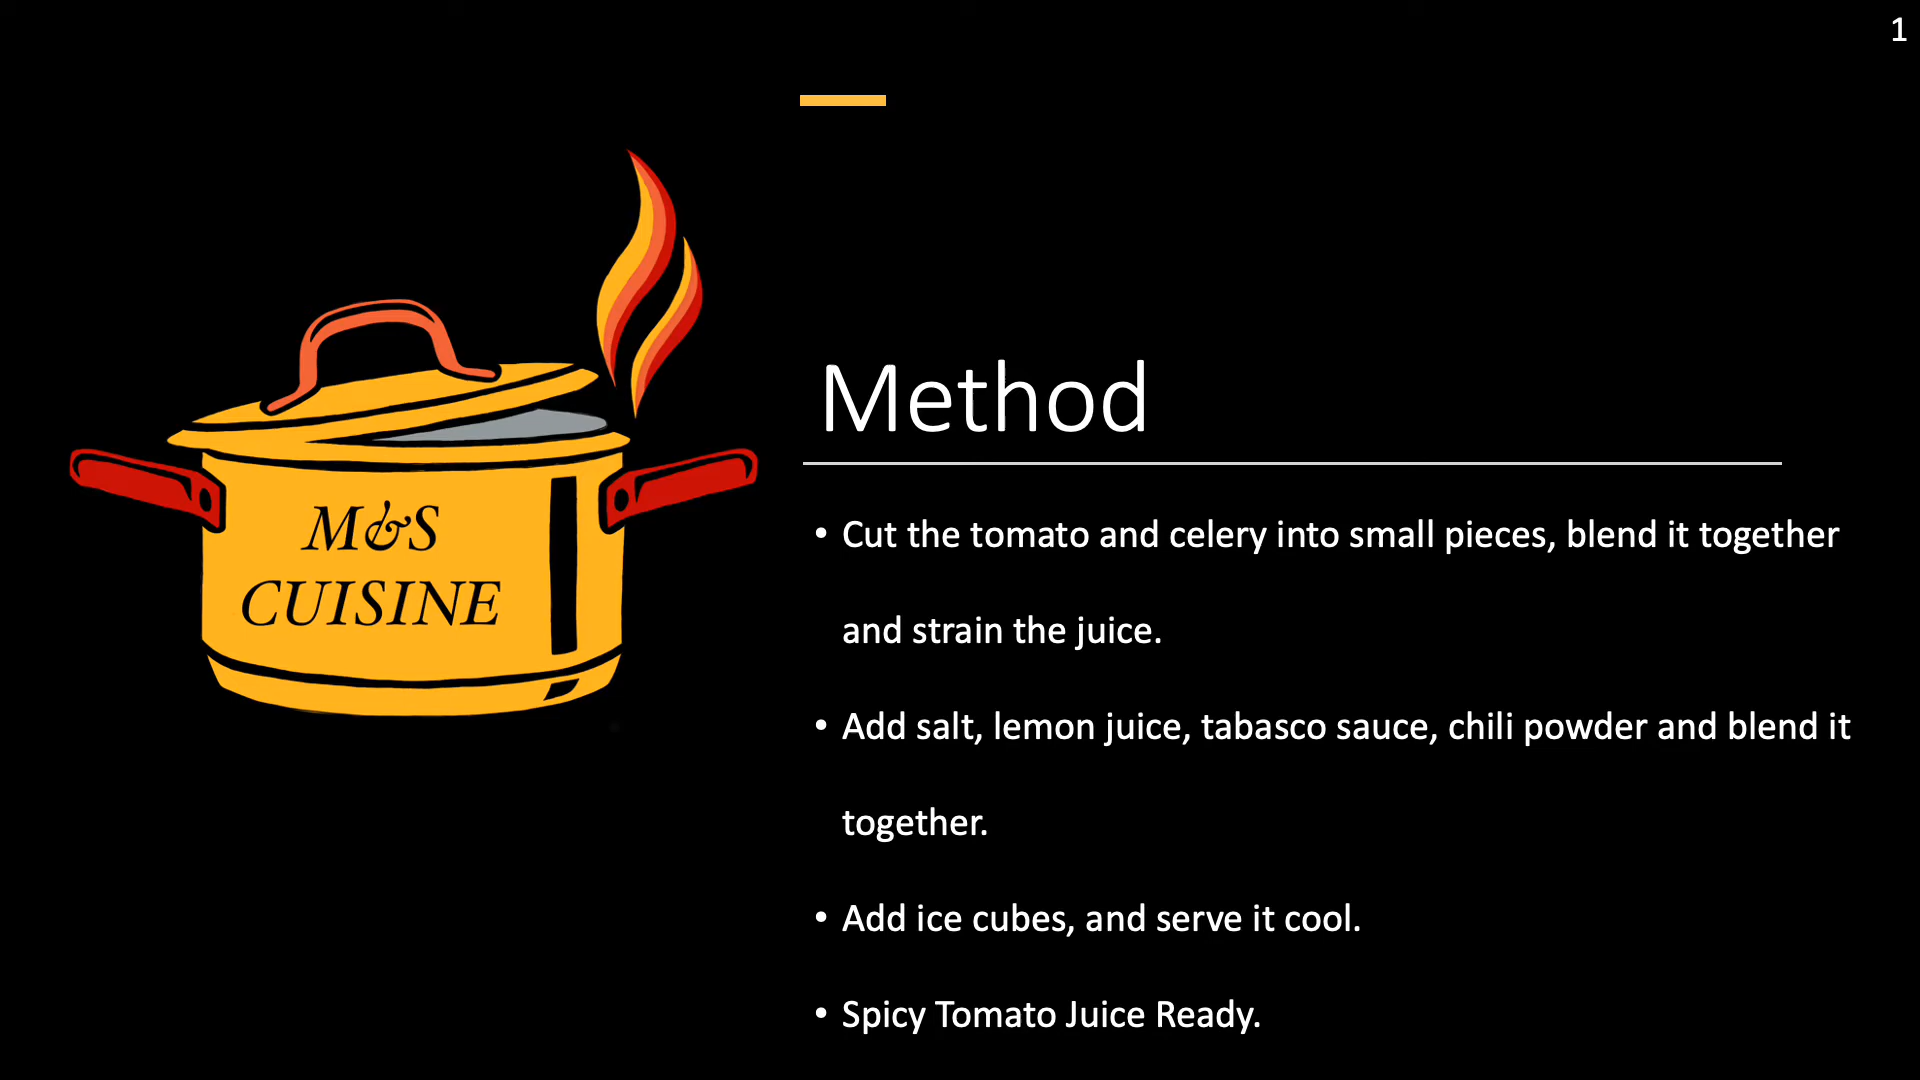 1
M&S
CUISINE
Method
• Cut the tomato and celery into small pieces, blend it together
and strain the juice.
• Add salt, lemon juice, tabasco sauce, chili powder and blend it
together.
• Add ice cubes, and serve it cool.
• Spicy Tomato Juice Ready.